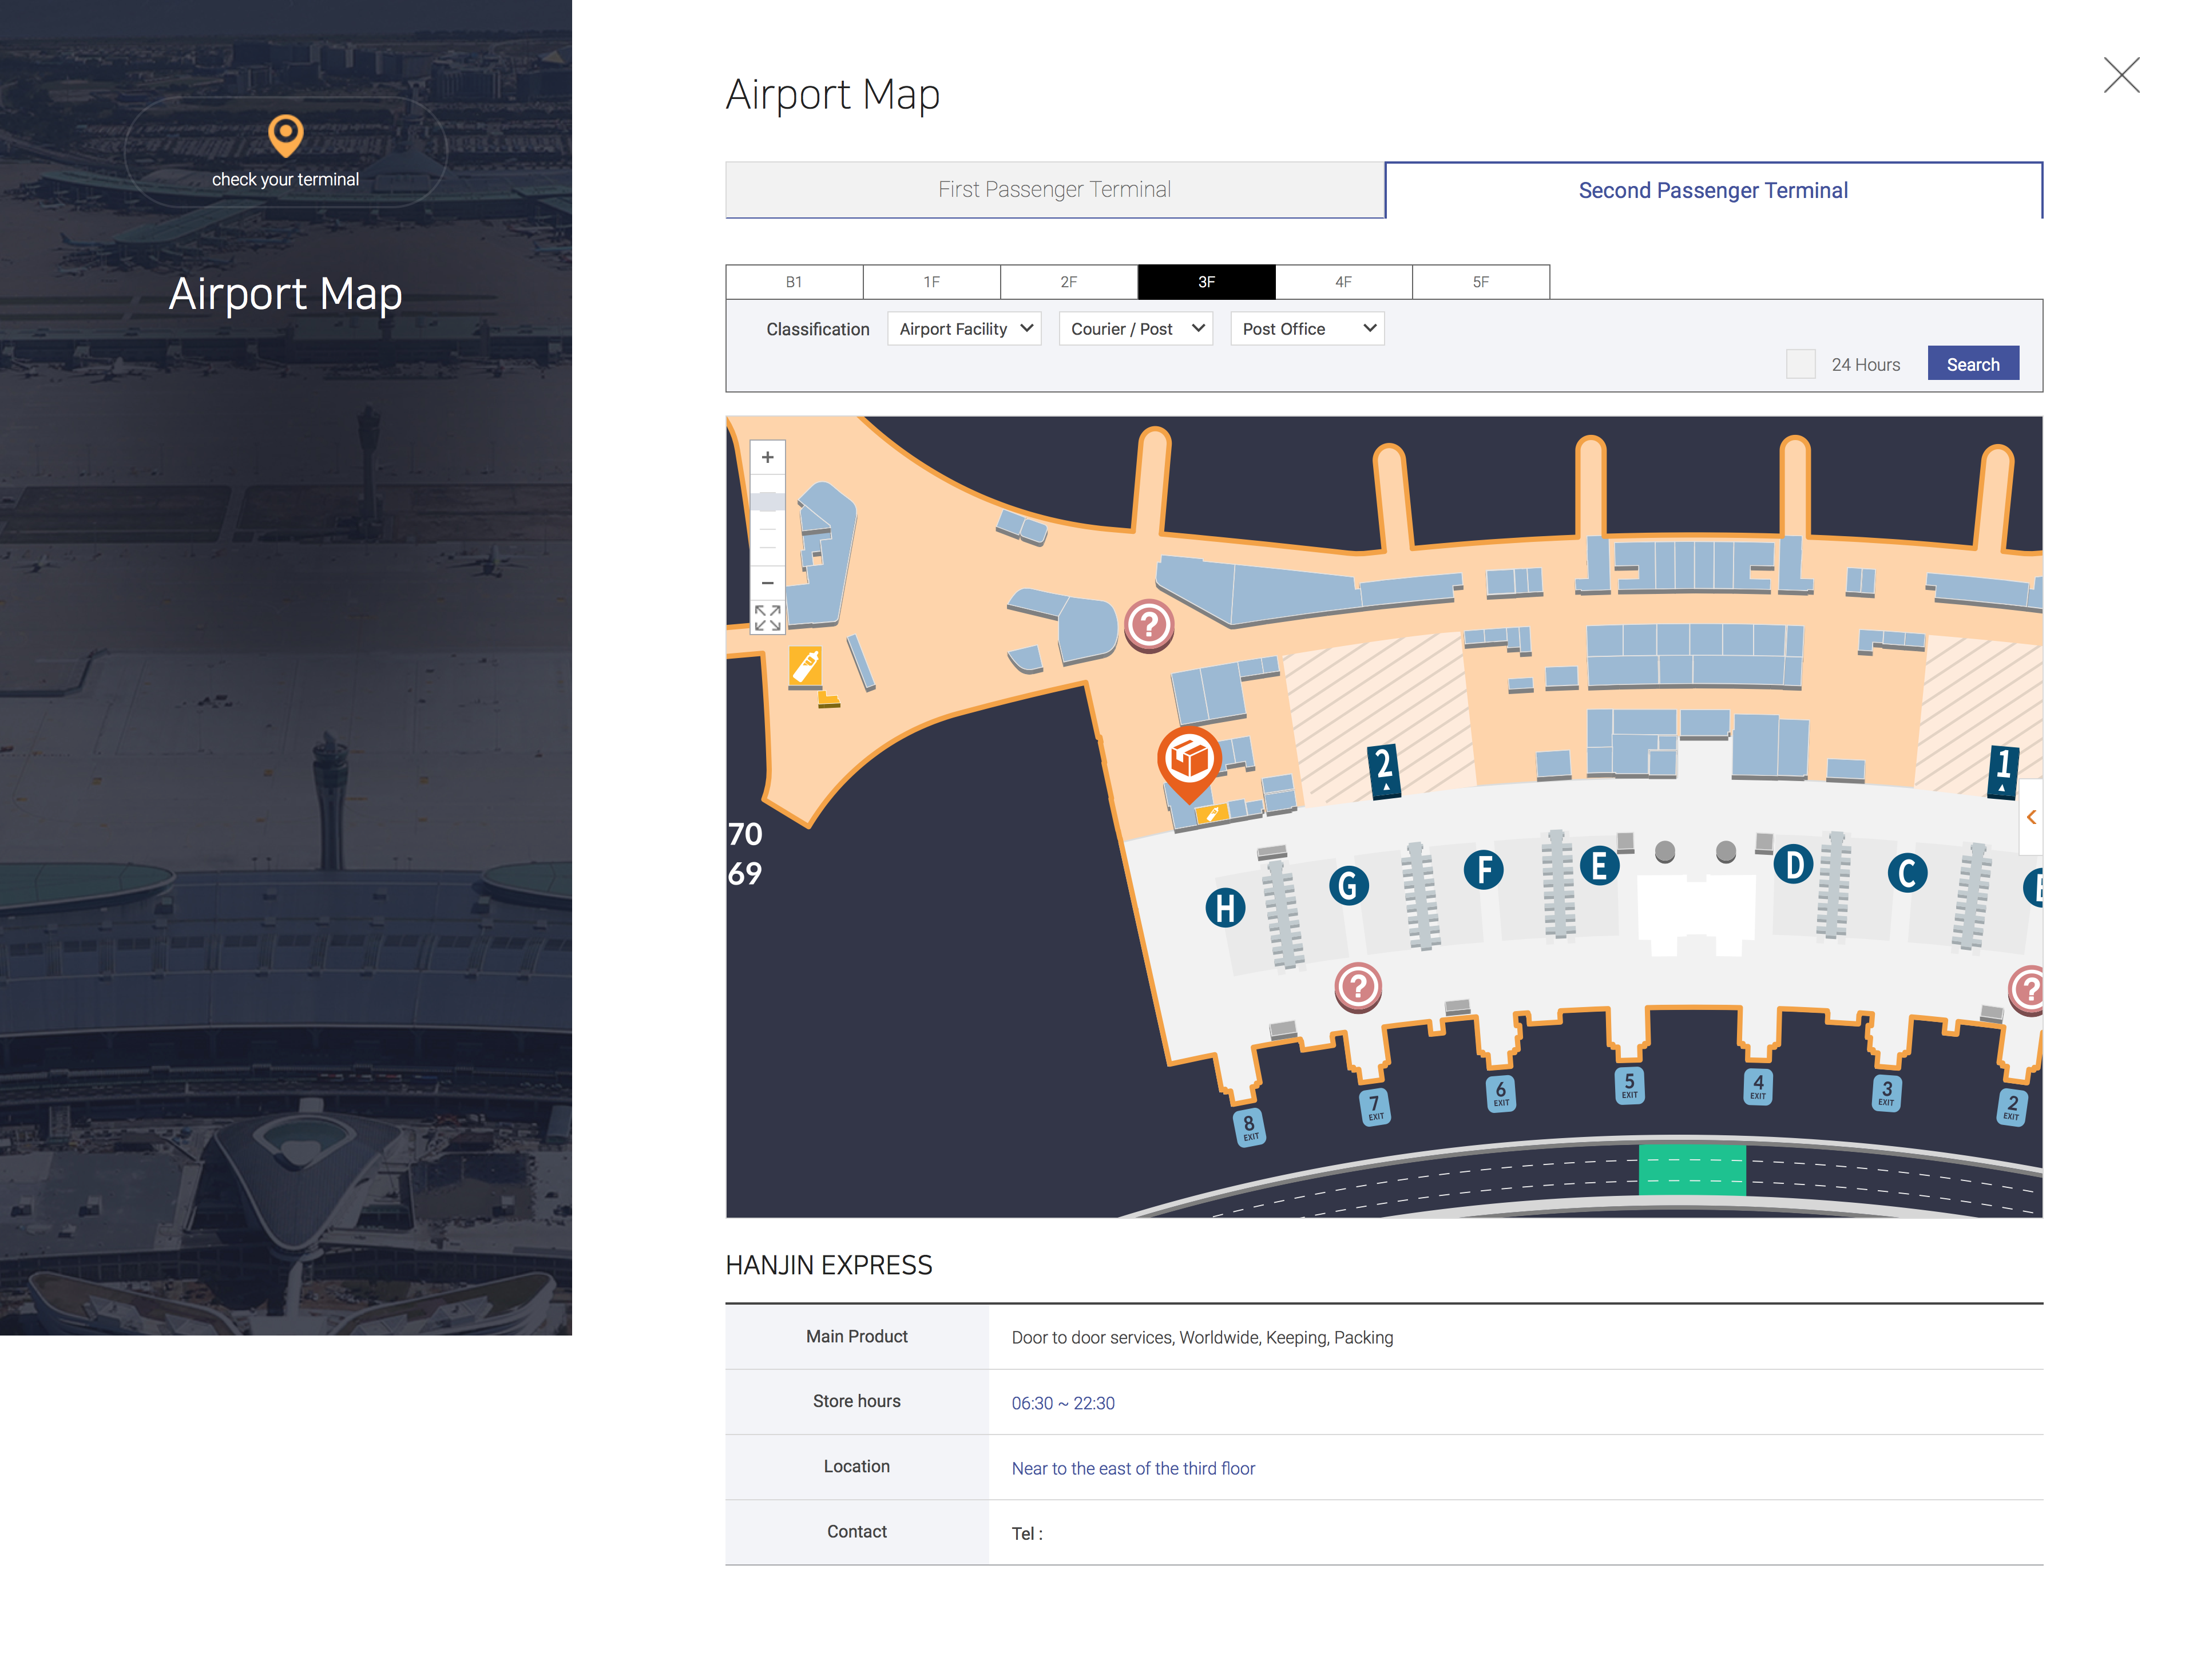 check your terminal
Airport Map
Airport Map
First Passenger Terminal
Second Passenger Terminal
B1
1F
2F
3F
4F
5F
Classification
Airport Facility
Courier / Post
Post Office
24 Hours
Search
+
−
?
2
1
70
69
H
G
F
E
D
C
?
?
8
EXIT
7
EXIT
6
EXIT
5
EXIT
4
EXIT
3
EXIT
2
EXIT
HANJIN EXPRESS
Main Product
Door to door services, Worldwide, Keeping, Packing
Store hours
06:30 ~ 22:30
Location
Near to the east of the third floor
Contact
Tel :